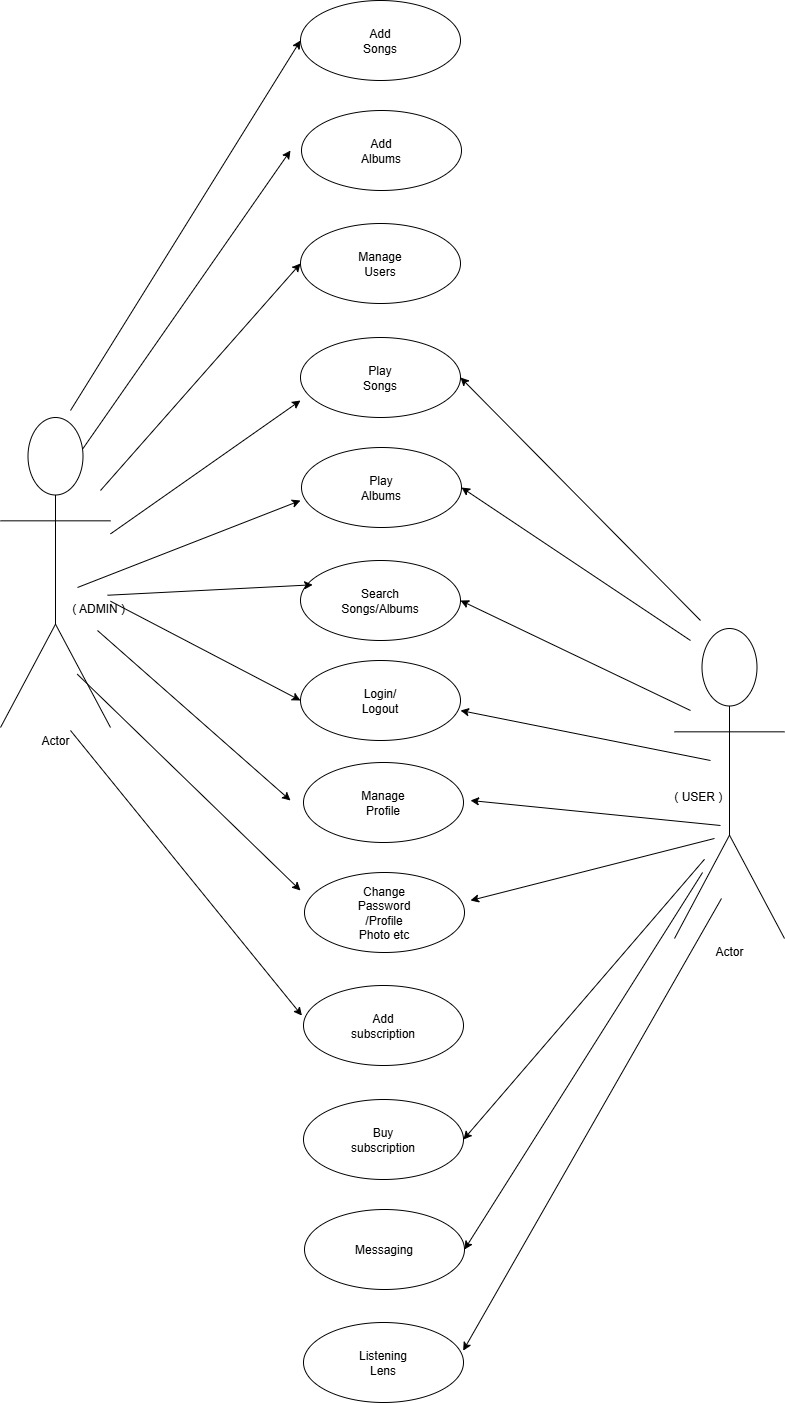 Add
Songs
Add
Albums
Manage
Users
Play
Songs
Play
Albums
Search
Songs/Albums
( ADMIN )
Login/
Logout
Actor
Manage
Profile
( USER )
Change
Password
/Profile
Photo etc
Actor
Add
subscription
Buy
subscription
Messaging
Listening
Lens